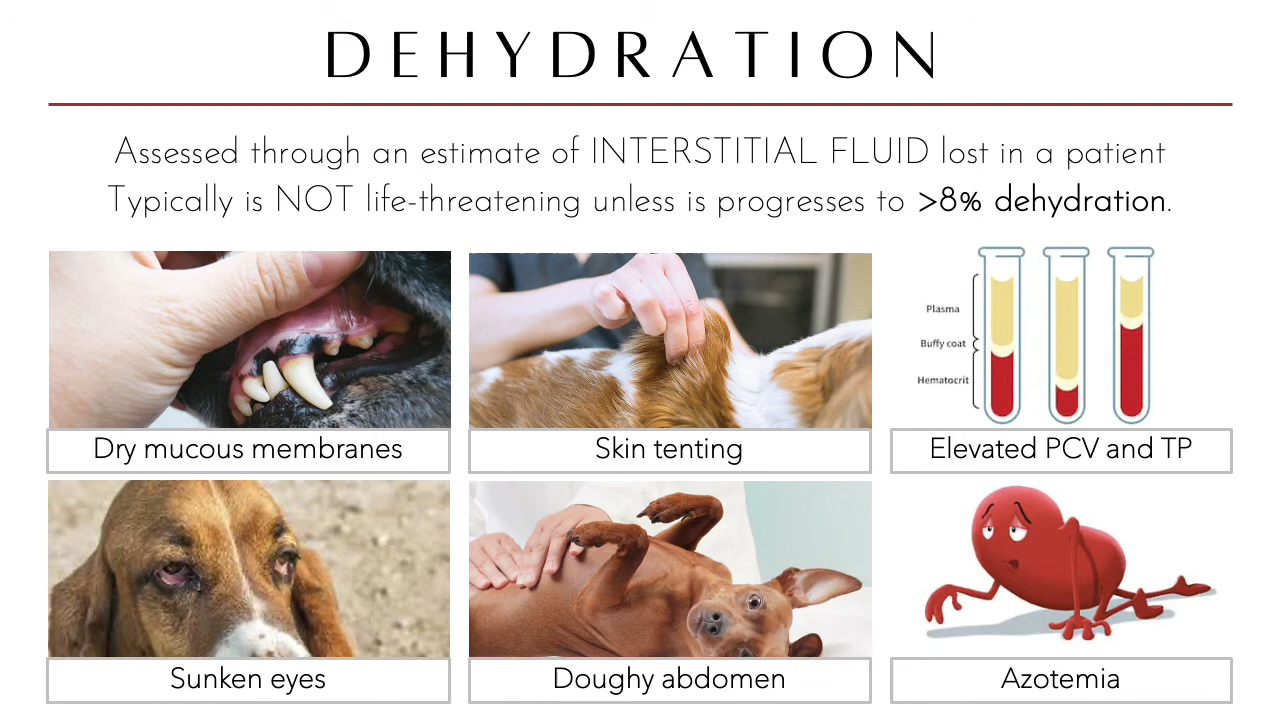 DEHYDRATION
Assessed through an estimate of INTERSTITIAL FLUID lost in a patient
Typically is NOT life-threatening unless is progresses to >8% dehydration.
Plasma
Buffy coat
Hematocrit
Dry mucous membranes
Skin tenting
Elevated PCV and TP
Sunken eyes
Doughy abdomen
Azotemia